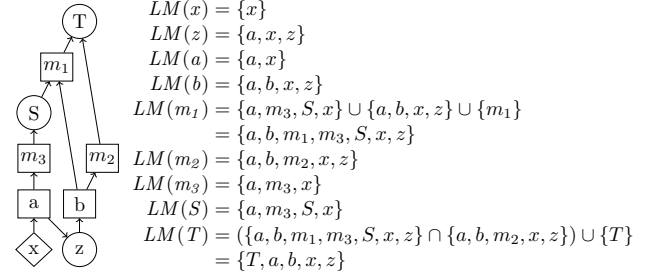 T
m₁
S
m₃ m₂
a b
x z
LM(x) = {x}
LM(z) = {a, x, z}
LM(a) = {a, x}
LM(b) = {a, b, x, z}
LM(m₁) = {a, m₃, S, x} ∪ {a, b, x, z} ∪ {m₁}
= {a, b, m₁, m₃, S, x, z}
LM(m₂) = {a, b, m₂, x, z}
LM(m₃) = {a, m₃, x}
LM(S) = {a, m₃, S, x}
LM(T) = ({a, b, m₁, m₃, S, x, z} ∩ {a, b, m₂, x, z}) ∪ {T}
= {T, a, b, x, z}